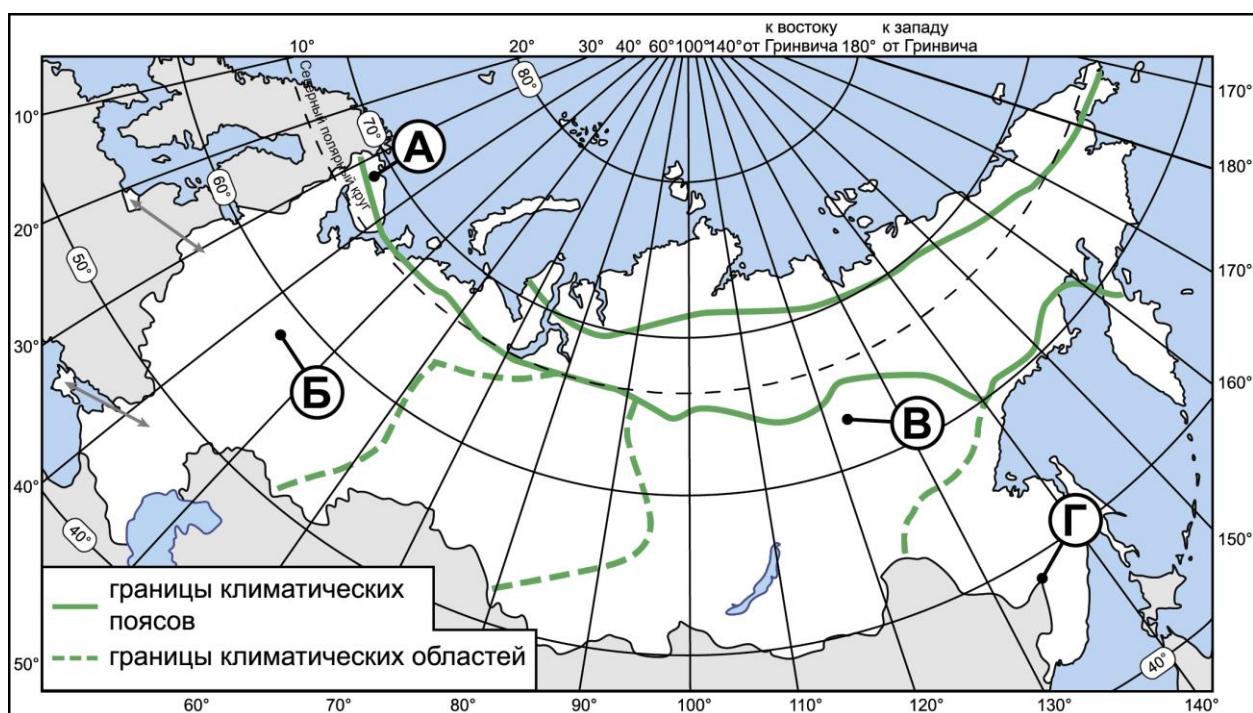 к востоку к западу
10° 20° 30° 40° 60° 100° 140° от Гринвича 180° от Гринвича
80°
70°
60°
50°
40°
Северный полярный круг
А
Б
В
Г
10°
20°
30°
40°
50°
170°
180°
170°
160°
150°
40°
границы климатических
поясов
границы климатических областей
60° 70° 80° 90° 100° 110° 120° 130° 140°